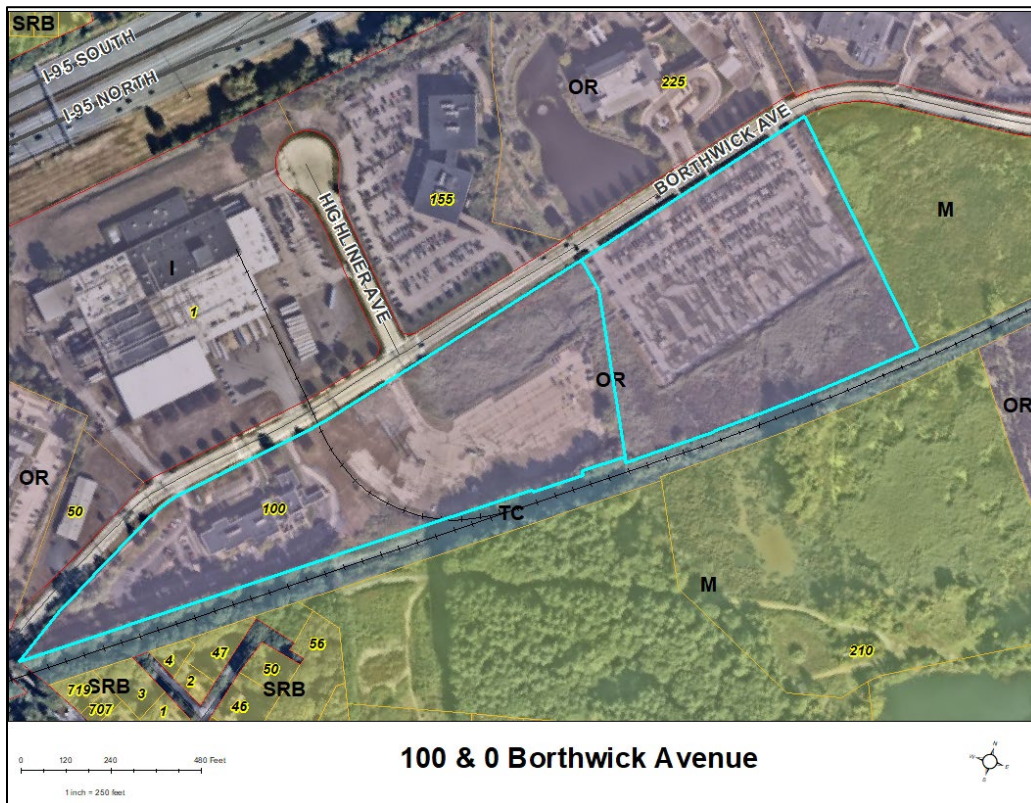 SRB
I-95 SOUTH
I-95 NORTH
OR
225
BORTHWICK AVE
155
HIGHLINER AVE
M
I
1
OR
OR
OR
50
100
TC
M
210
56
47
4
50
2
719
SRB
3
SRB
46
707
1
0 120 240 480 Feet
1 inch = 250 feet
100 & 0 Borthwick Avenue
N
W
E
S